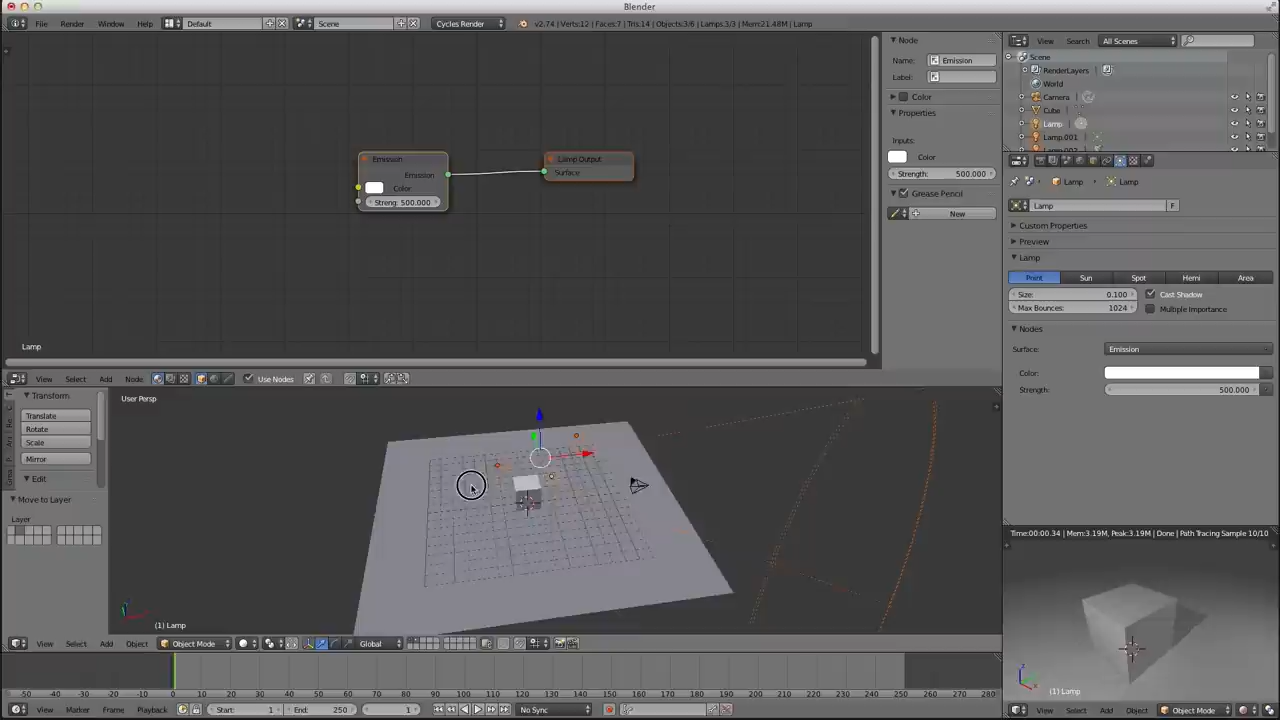 Blender
File Render Window Help Default Scene Cycles Render v2.74 | Verts:12 | Faces:7 | Tris:14 | Objects:3/6 | Lamps:3/3 | Mem:21.48M | Lamp
Node
Name: Emission
Label:
Color
Properties
Inputs:
Color
Strength: 500.000
Grease Pencil
New
Emission
Emission
Color
Streng: 500.000
Lamp Output
Surface
Lamp
View Select Add Node Use Nodes
View Search All Scenes
Scene
RenderLayers
World
Camera
Cube
Lamp
Lamp.001
Lamp.002
Lamp Lamp
Lamp F
Custom Properties
Preview
Lamp
Point Sun Spot Hemi Area
Size: 0.100 Cast Shadow
Max Bounces: 1024 Multiple Importance
Nodes
Surface: Emission
Color:
Strength: 500.000
Transform
Translate
Rotate
Scale
Mirror
Edit
Move to Layer
Layer
User Persp
(1) Lamp
View Select Add Object Object Mode Global
Time:00:00.34 | Mem:3.19M, Peak:3.19M | Done | Path Tracing Sample 10/10
(1) Lamp
-50 -40 -30 -20 -10 0 10 20 30 40 50 60 70 80 90 100 110 120 130 140 150 160 170 180 190 200 210 220 230 240 250 260 270 280
View Marker Frame Playback Start: 1 End: 250 1 No Sync
View Select Add Object Object Mode